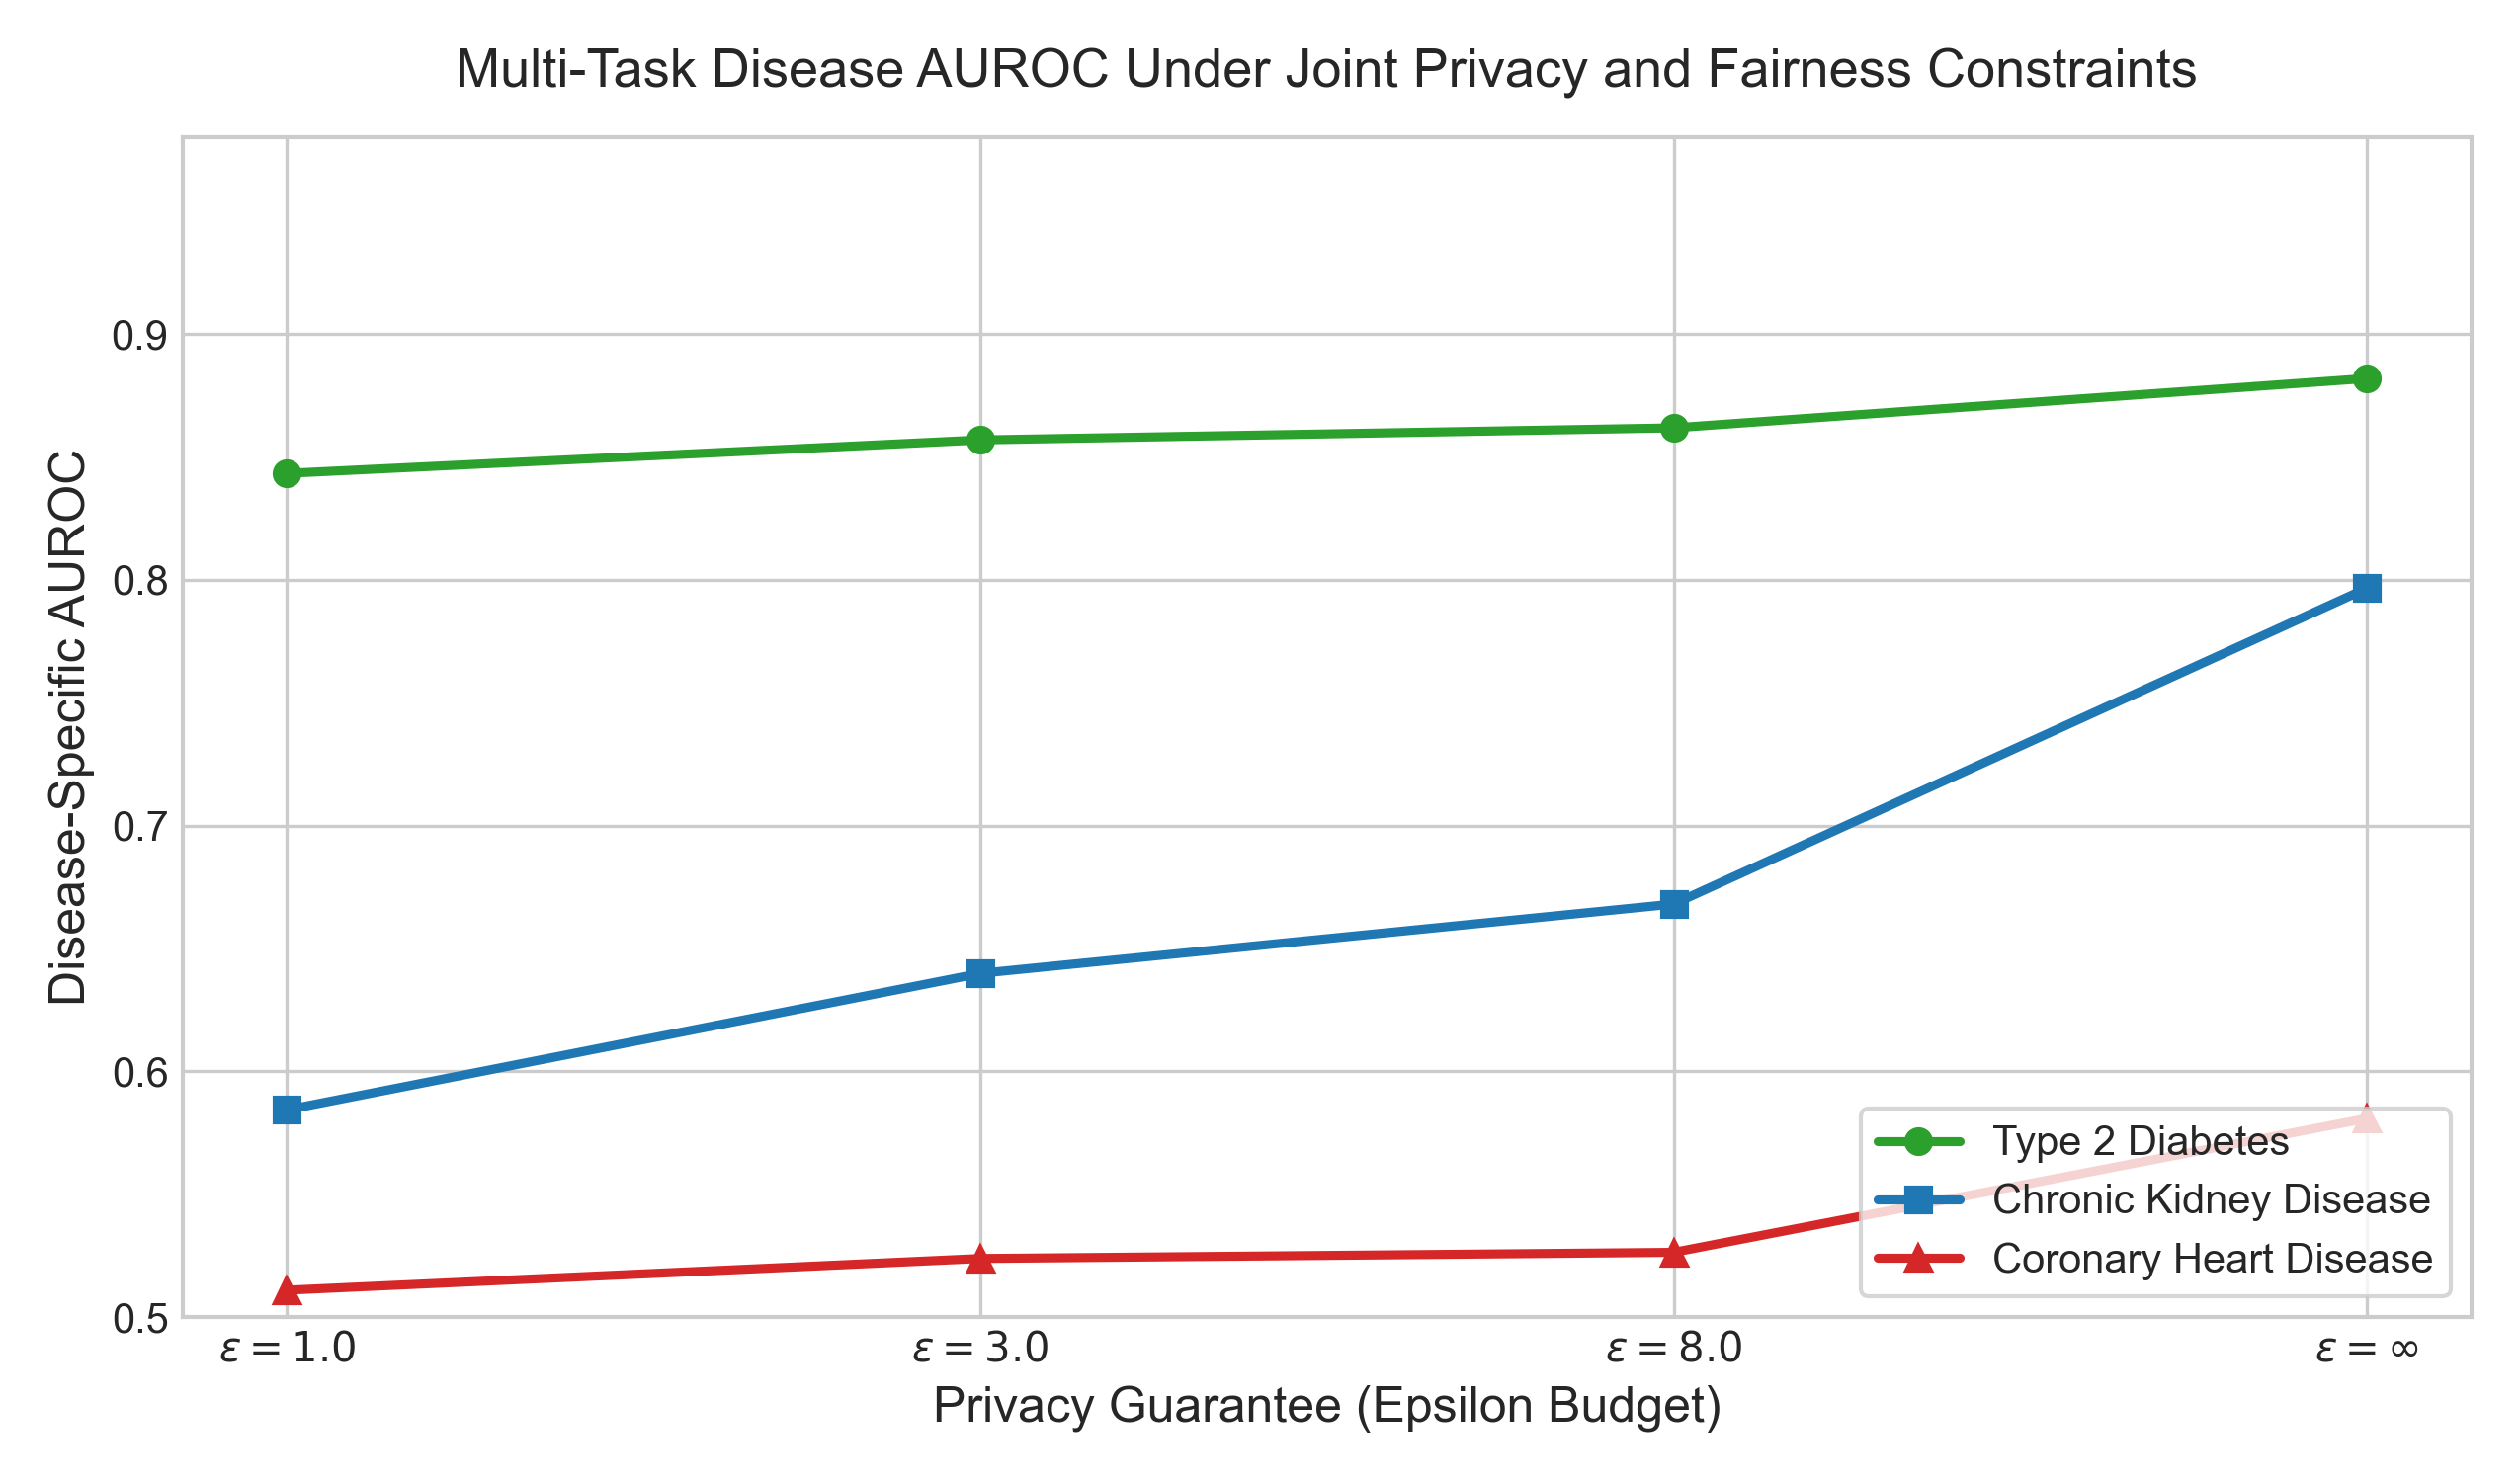 Multi-Task Disease AUROC Under Joint Privacy and Fairness Constraints
Disease-Specific AUROC
0.9
0.8
0.7
0.6
0.5
Type 2 Diabetes
Chronic Kidney Disease
Coronary Heart Disease
ε = 1.0
ε = 3.0
ε = 8.0
ε = ∞
Privacy Guarantee (Epsilon Budget)